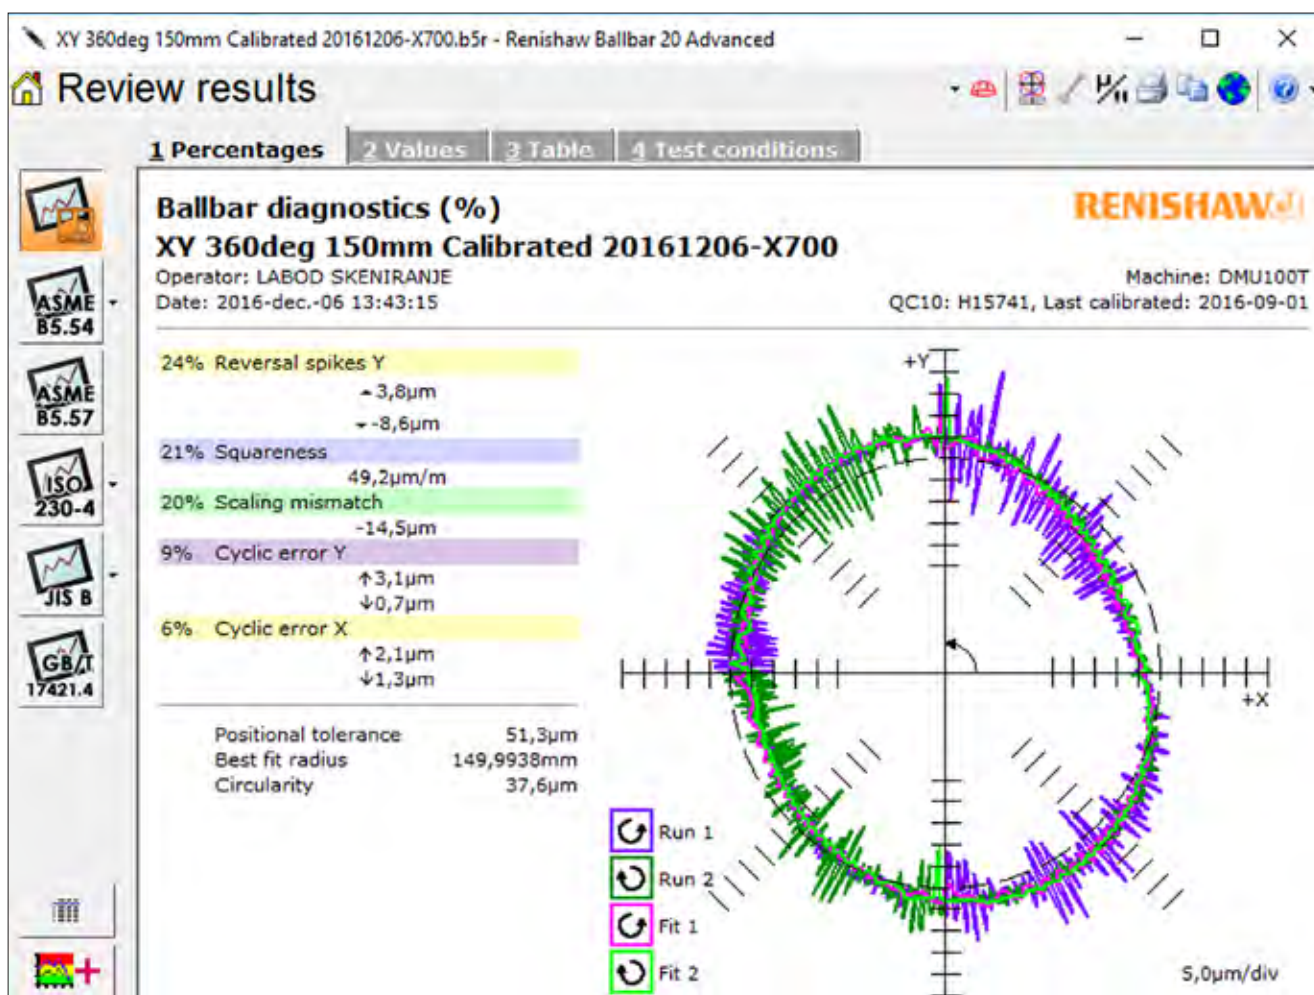 XY 360deg 150mm Calibrated 20161206-X700.b5r - Renishaw Ballbar 20 Advanced
Review results
1 Percentages 2 Values 3 Table 4 Test conditions
Ballbar diagnostics (%)
RENISHAW
XY 360deg 150mm Calibrated 20161206-X700
Operator: LABOD SKENIRANJE
Machine: DMU100T
Date: 2016-dec.-06 13:43:15
QC10: H15741, Last calibrated: 2016-09-01
ASME
B5.54
ASME
B5.57
ISO
230-4
JIS B
GB/T
17421.4
24% Reversal spikes Y
3,8µm
-8,6µm
21% Squareness
49,2µm/m
20% Scaling mismatch
-14,5µm
9% Cyclic error Y
↑3,1µm
↓0,7µm
6% Cyclic error X
↑2,1µm
↓1,3µm
Positional tolerance 51,3µm
Best fit radius 149,9938mm
Circularity 37,6µm
+Y
+X
Run 1
Run 2
Fit 1
Fit 2
5,0µm/div